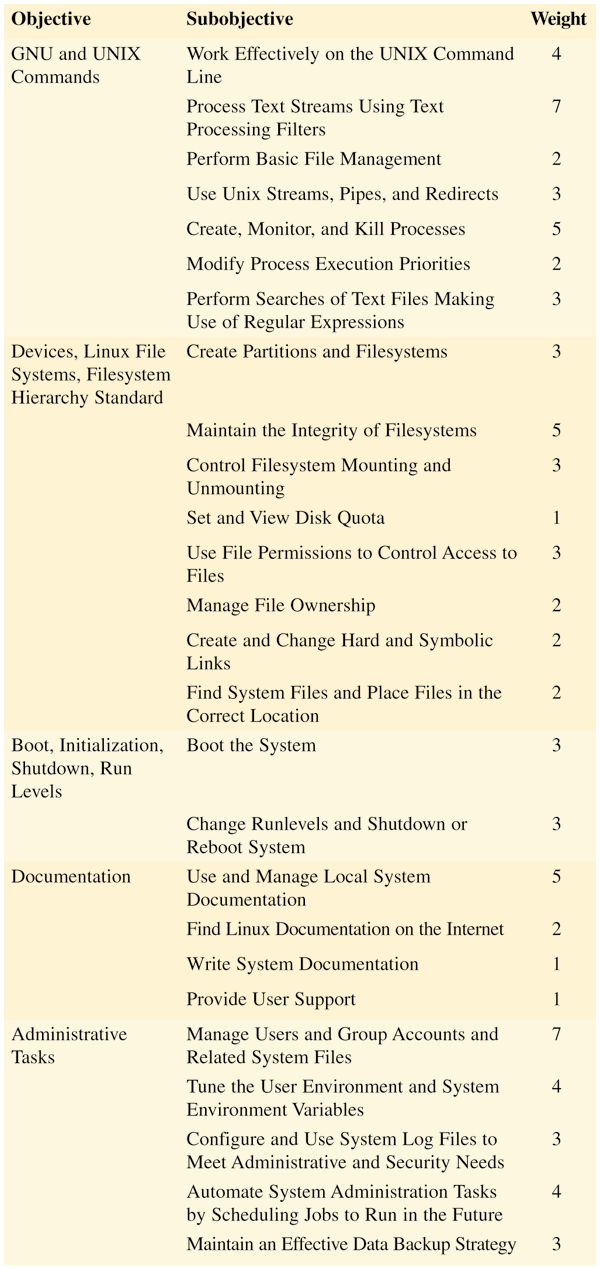 Objective Subobjective Weight
GNU and UNIX Work Effectively on the UNIX Command 4
Commands Line
Process Text Streams Using Text 7
Processing Filters
Perform Basic File Management 2
Use Unix Streams, Pipes, and Redirects 3
Create, Monitor, and Kill Processes 5
Modify Process Execution Priorities 2
Perform Searches of Text Files Making 3
Use of Regular Expressions
Devices, Linux File Create Partitions and Filesystems 3
Systems, Filesystem
Hierarchy Standard
Maintain the Integrity of Filesystems 5
Control Filesystem Mounting and 3
Unmounting
Set and View Disk Quota 1
Use File Permissions to Control Access to 3
Files
Manage File Ownership 2
Create and Change Hard and Symbolic 2
Links
Find System Files and Place Files in the 2
Correct Location
Boot, Initialization, Boot the System 3
Shutdown, Run
Levels
Change Runlevels and Shutdown or 3
Reboot System
Documentation Use and Manage Local System 5
Documentation
Find Linux Documentation on the Internet 2
Write System Documentation 1
Provide User Support 1
Administrative Manage Users and Group Accounts and 7
Tasks Related System Files
Tune the User Environment and System 4
Environment Variables
Configure and Use System Log Files to 3
Meet Administrative and Security Needs
Automate System Administration Tasks 4
by Scheduling Jobs to Run in the Future
Maintain an Effective Data Backup Strategy 3